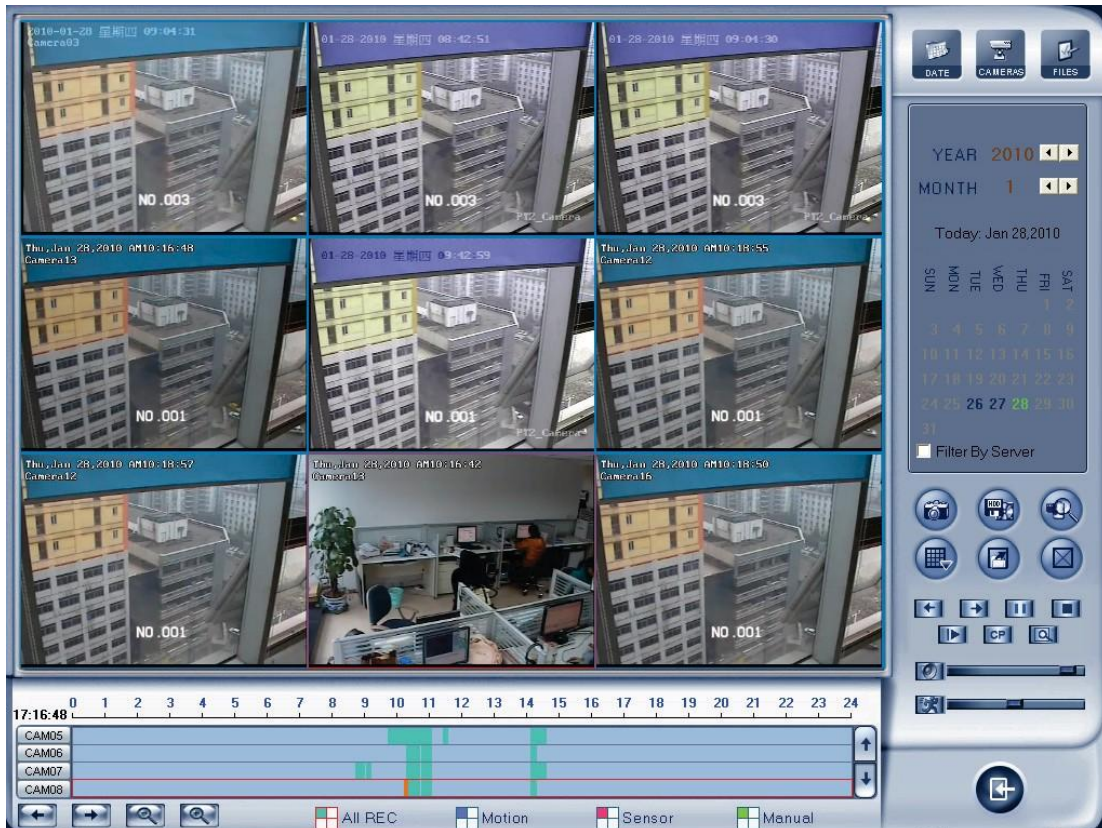 2010-01-28 星期四 09:04:31
Camera03
NO.003
01-28-2010 星期四 08:42:51
NO.003
PTZ_Camera
01-28-2010 星期四 09:04:30
NO.003
PTZ_Camera
Thu,Jan 28,2010 AM10:16:48
Camera13
NO.001
01-28-2010 星期四 09:42:59
NO.001
PTZ_Camera
Thu,Jan 28,2010 AM10:18:55
Camera12
NO.001
Thu,Jan 28,2010 AM10:18:57
Camera12
NO.001
Thu,Jan 28,2010 AM10:16:42
Camera13
Thu,Jan 28,2010 AM10:18:50
Camera16
NO.001
DATE CAMERAS FILES
YEAR 2010
MONTH 1
Today: Jan 28,2010
SUN MON TUE WED THU FRI SAT
1 2
3 4 5 6 7 8 9
10 11 12 13 14 15 16
17 18 19 20 21 22 23
24 25 26 27 28 29 30
31
Filter By Server
HDD
CP
0 1 2 3 4 5 6 7 8 9 10 11 12 13 14 15 16 17 18 19 20 21 22 23 24
17:16:48
CAM05
CAM06
CAM07
CAM08
All REC Motion Sensor Manual